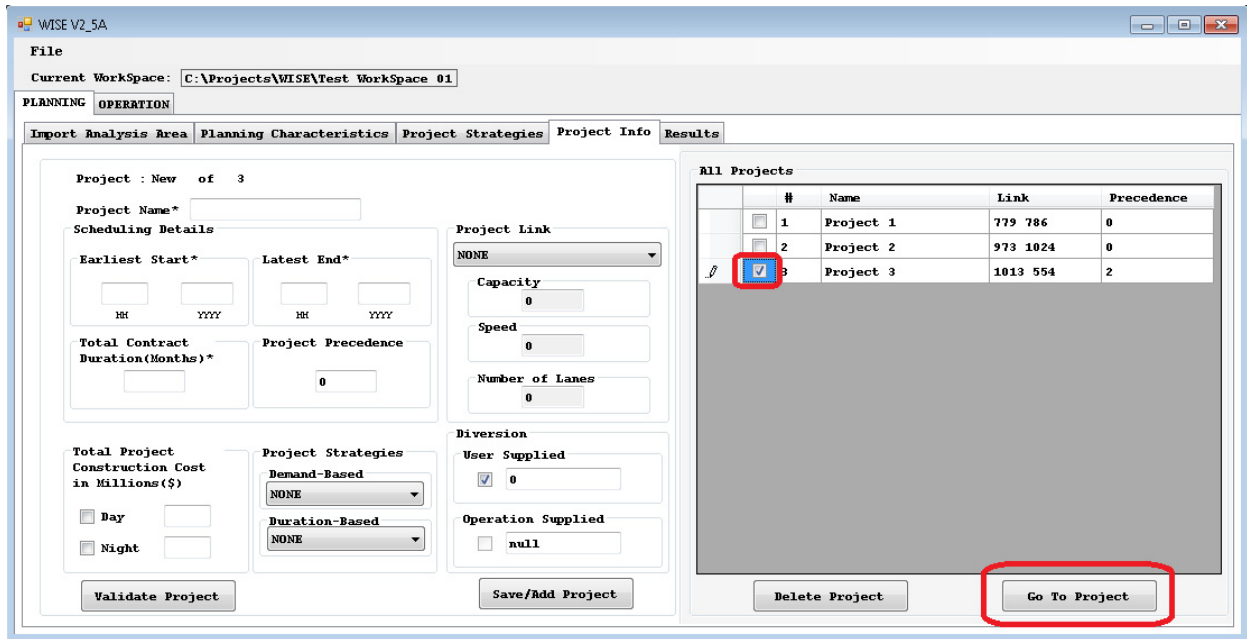 WISE V2_5A
File
Current WorkSpace: C:\Projects\WISE\Test WorkSpace 01
PLANNING OPERATION
Import Analysis Area Planning Characteristics Project Strategies Project Info Results
Project : New of 3
Project Name*
Scheduling Details
Earliest Start*
MM YYYY
Latest End*
MM YYYY
Total Contract
Duration(Months)*
Project Precedence
0
Project Link
NONE
Capacity
0
Speed
0
Number of Lanes
0
Total Project
Construction Cost
in Millions($)
Day
Night
Project Strategies
Demand-Based
NONE
Duration-Based
NONE
Diversion
User Supplied
0
Operation Supplied
null
Validate Project
Save/Add Project
All Projects
# Name Link Precedence
1 Project 1 779 786 0
2 Project 2 973 1024 0
3 Project 3 1013 554 2
Delete Project
Go To Project